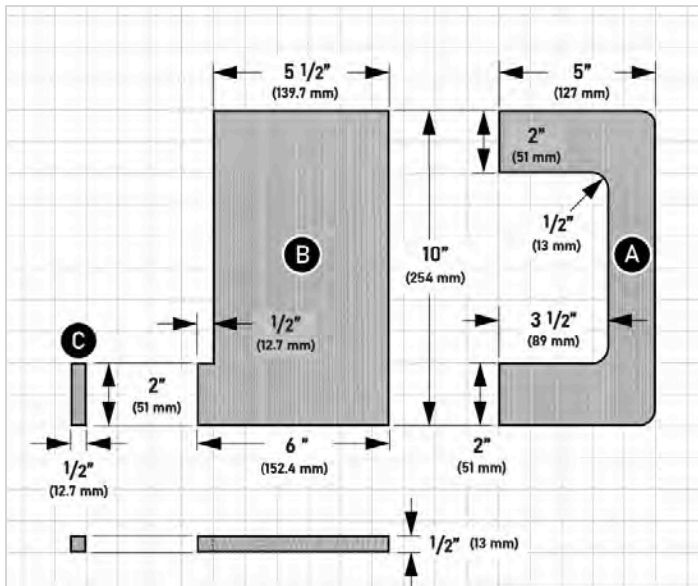 5 1/2”
(139.7 mm)
5”
(127 mm)
2”
(51 mm)
1/2”
(13 mm)
B
10”
(254 mm)
A
1/2”
(12.7 mm)
3 1/2”
(89 mm)
C
2”
(51 mm)
6 ”
(152.4 mm)
2”
(51 mm)
1/2”
(12.7 mm)
1/2” (13 mm)